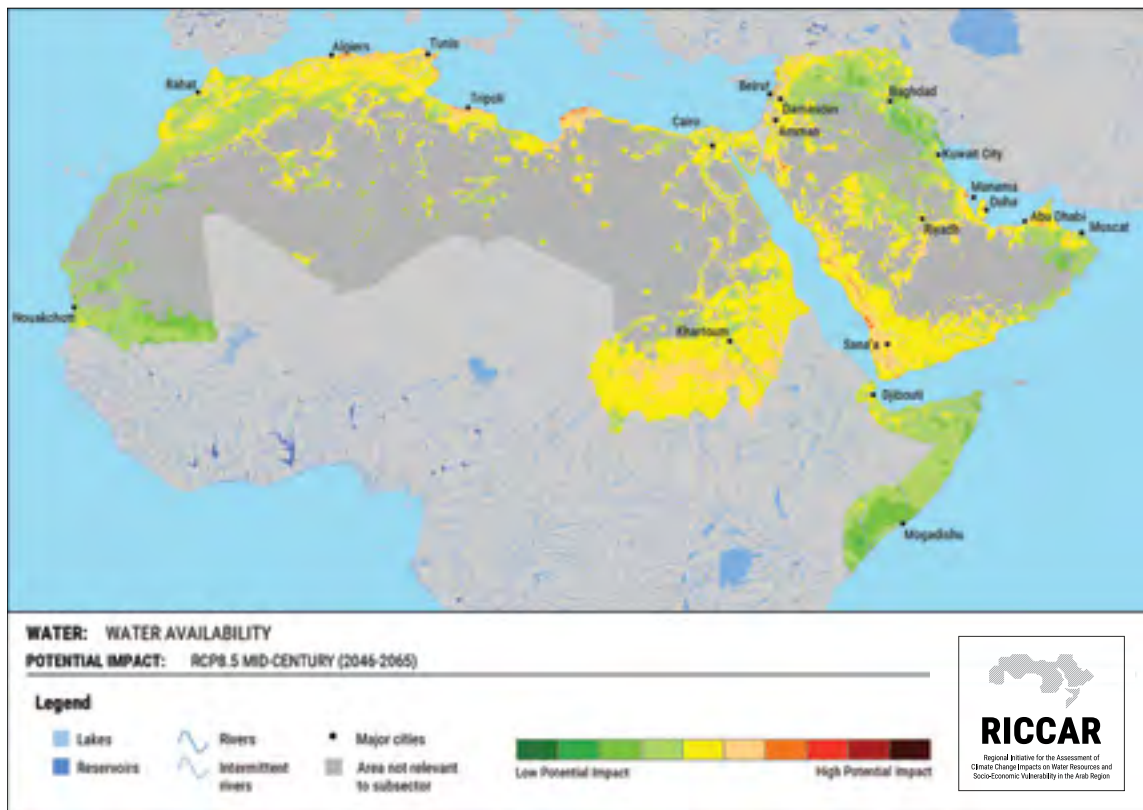 Algiers
Tunis
Rabat
Tripoli
Beirut
Damascus
Baghdad
Cairo
Amman
Kuwait City
Manama
Doha
Abu Dhabi
Riyadh
Muscat
Nouakchott
Khartoum
Sana'a
Djibouti
Mogadishu
WATER: WATER AVAILABILITY
POTENTIAL IMPACT: RCP8.5 MID-CENTURY (2046-2065)
Legend
Lakes
Rivers
Major cities
Reservoirs
Intermittent
rivers
Area not relevant
to subsector
Low Potential Impact
High Potential Impact
RICCAR
Regional Initiative for the Assessment of
Climate Change Impacts on Water Resources and
Socio-Economic Vulnerability in the Arab Region